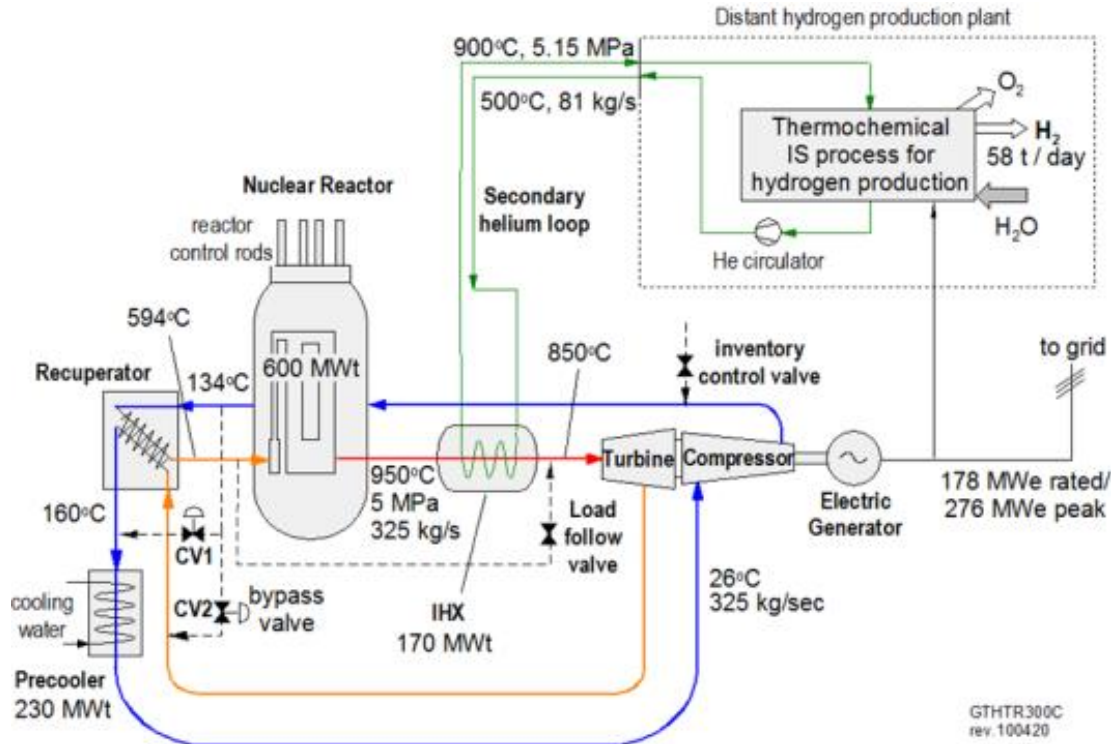 Distant hydrogen production plant
900°C, 5.15 MPa
500°C, 81 kg/s
O2
Thermochemical
IS process for
hydrogen production
H2
58 t / day
H2O
He circulator
Secondary
helium loop
Nuclear Reactor
reactor
control rods
594°C
Recuperator
134°C
600 MWt
850°C
inventory
control valve
to grid
Turbine
Compressor
950°C
5 MPa
325 kg/s
Electric
Generator
178 MWe rated/
276 MWe peak
160°C
CV1
Load
follow
valve
26°C
325 kg/sec
cooling
water
CV2
bypass
valve
IHX
170 MWt
Precooler
230 MWt
GTHTR300C
rev.100420